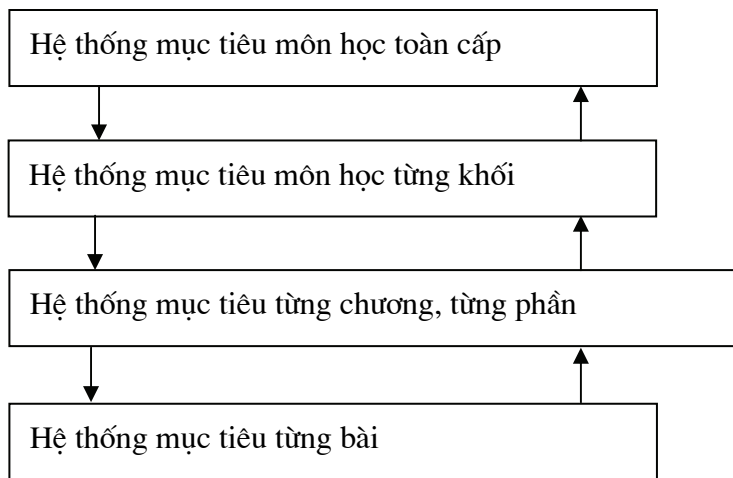 Hệ thống mục tiêu môn học toàn cấp
Hệ thống mục tiêu môn học từng khối
Hệ thống mục tiêu từng chương, từng phần
Hệ thống mục tiêu từng bài